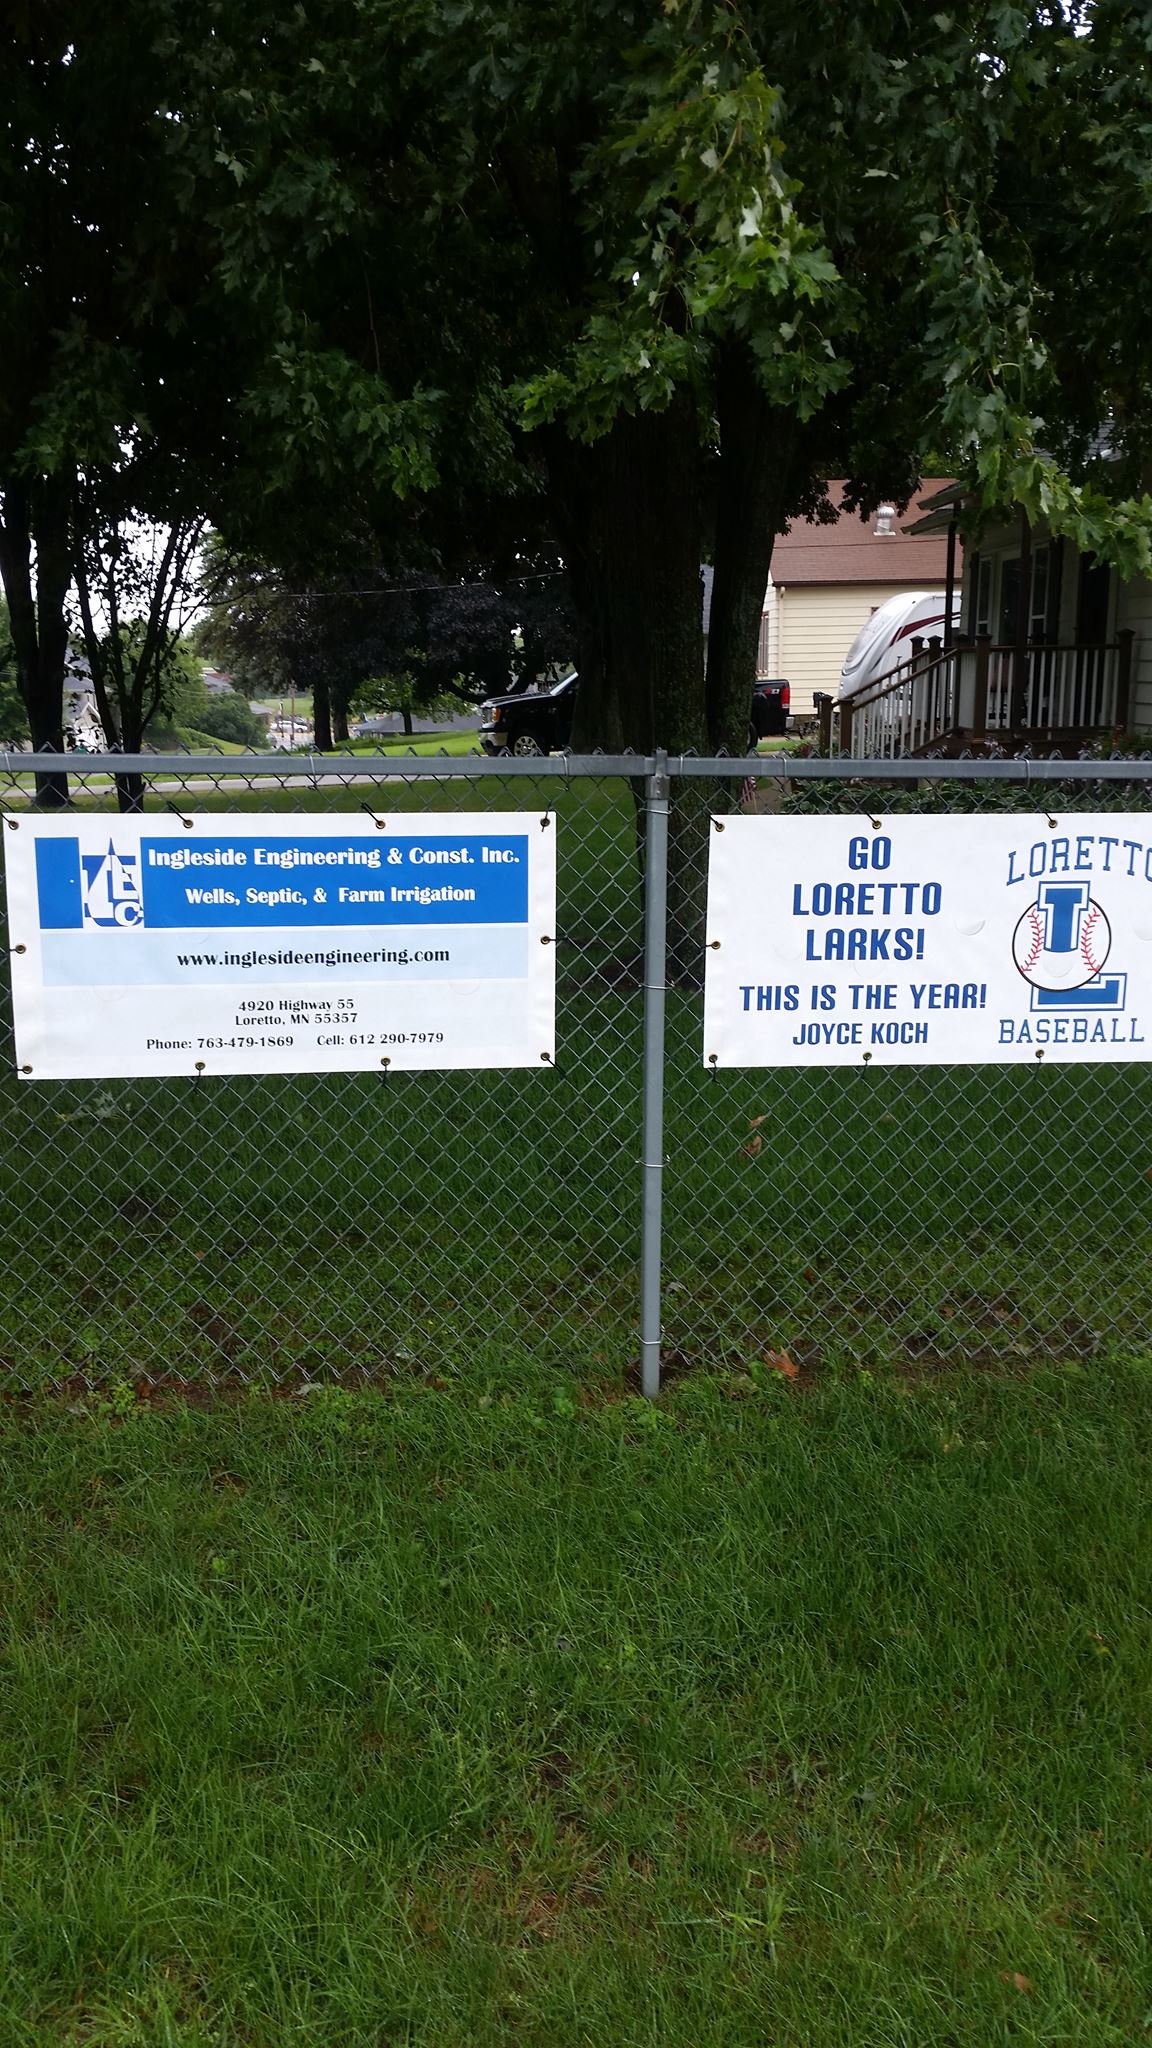 Ingleside Engineering & Const. Inc.
Wells, Septic, & Farm Irrigation
www.inglesideengineering.com
4920 Highway 55
Loretto, MN 55357
Phone: 763-479-1869 Cell: 612 290-7979
GO
LORETTO
LARKS!
THIS IS THE YEAR!
JOYCE KOCH
LORETTO
L
BASEBALL